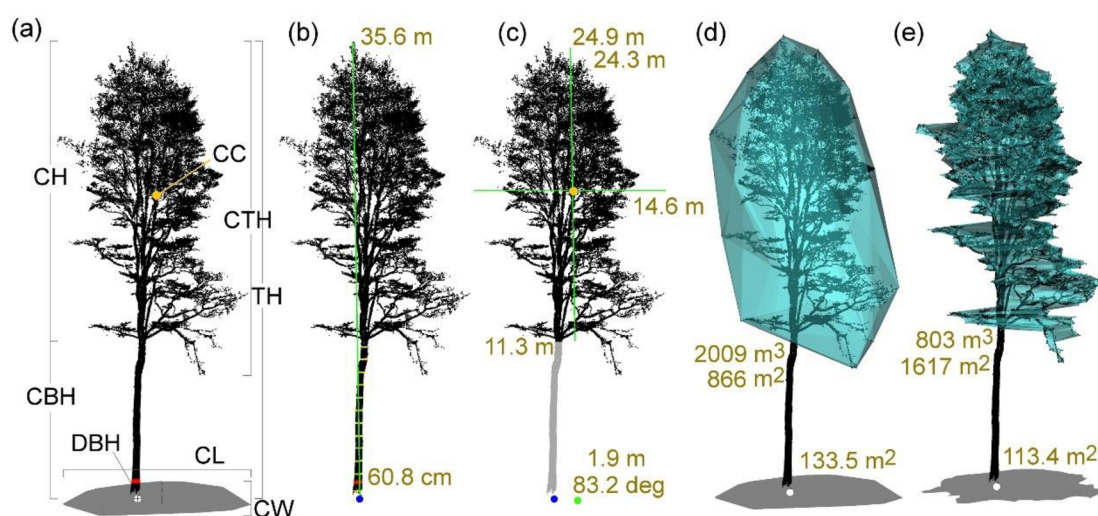 (a)
CH
CC
CTH
TH
CBH
DBH
CL
CW
(b)
35.6 m
60.8 cm
(c)
24.9 m
24.3 m
14.6 m
11.3 m
1.9 m
83.2 deg
(d)
2009 m³
866 m²
133.5 m²
(e)
803 m³
1617 m²
113.4 m²